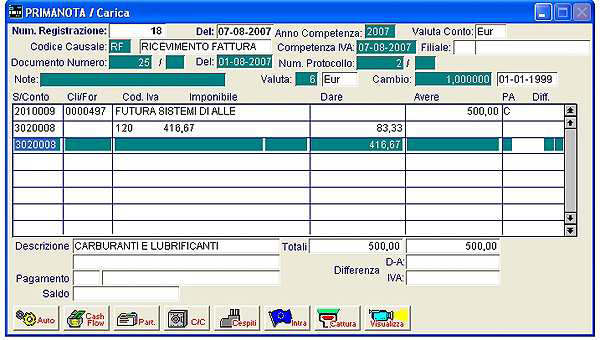 PRIMANOTA / Carica
Num. Registrazione: 18 Del: 07-08-2007 Anno Competenza: 2007 Valuta Conto: Eur
Codice Causale: RF RICEVIMENTO FATTURA Competenza IVA: 07-08-2007 Filiale:
Documento Numero: 25 / Del: 01-08-2007 Num. Protocollo: 2 /
Note: Valuta: 6 Eur Cambio: 1,000000 01-01-1999
S/Conto Cli/For Cod. Iva Imponibile Dare Avere PA Diff.
2010009 0000497 FUTURA SISTEMI DI ALLE 500,00 C
3020008 120 416,67 83,33
3020008 416,67
Descrizione CARBURANTI E LUBRIFICANTI Totali 500,00 500,00
D-A:
Differenza
Pagamento IVA:
Saldo
Auto Cash Flow Part. C/C Cespiti Intra Cattura Visualizza